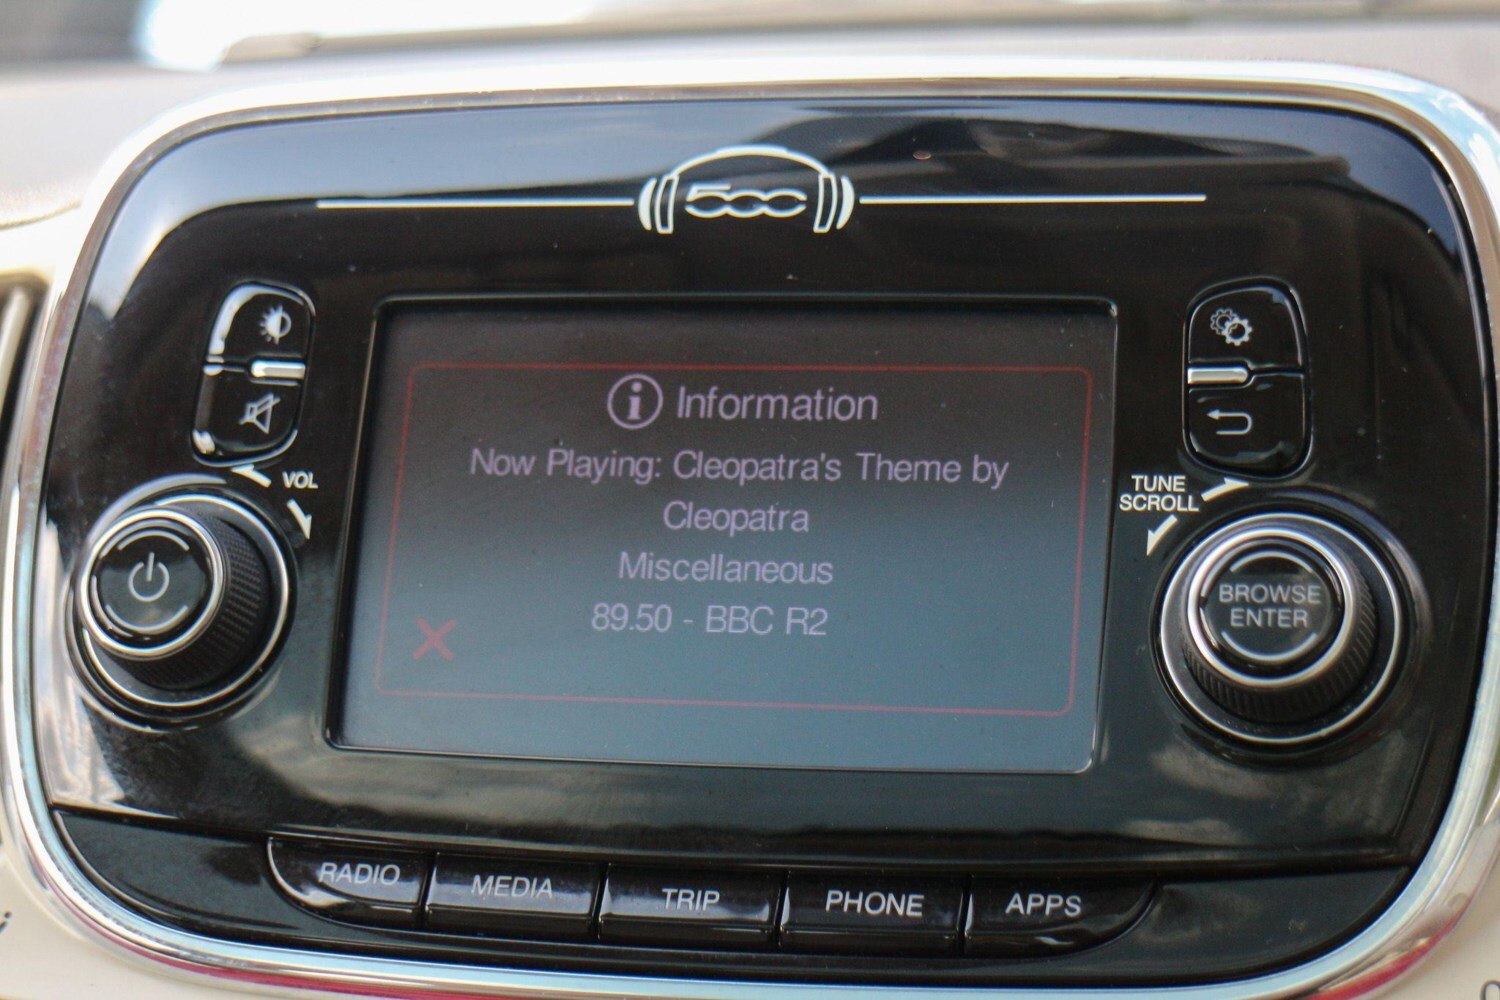 500
VOL
TUNE
SCROLL
Information
Now Playing: Cleopatra's Theme by
Cleopatra
Miscellaneous
89.50 - BBC R2
BROWSE
ENTER
RADIO
MEDIA
TRIP
PHONE
APPS